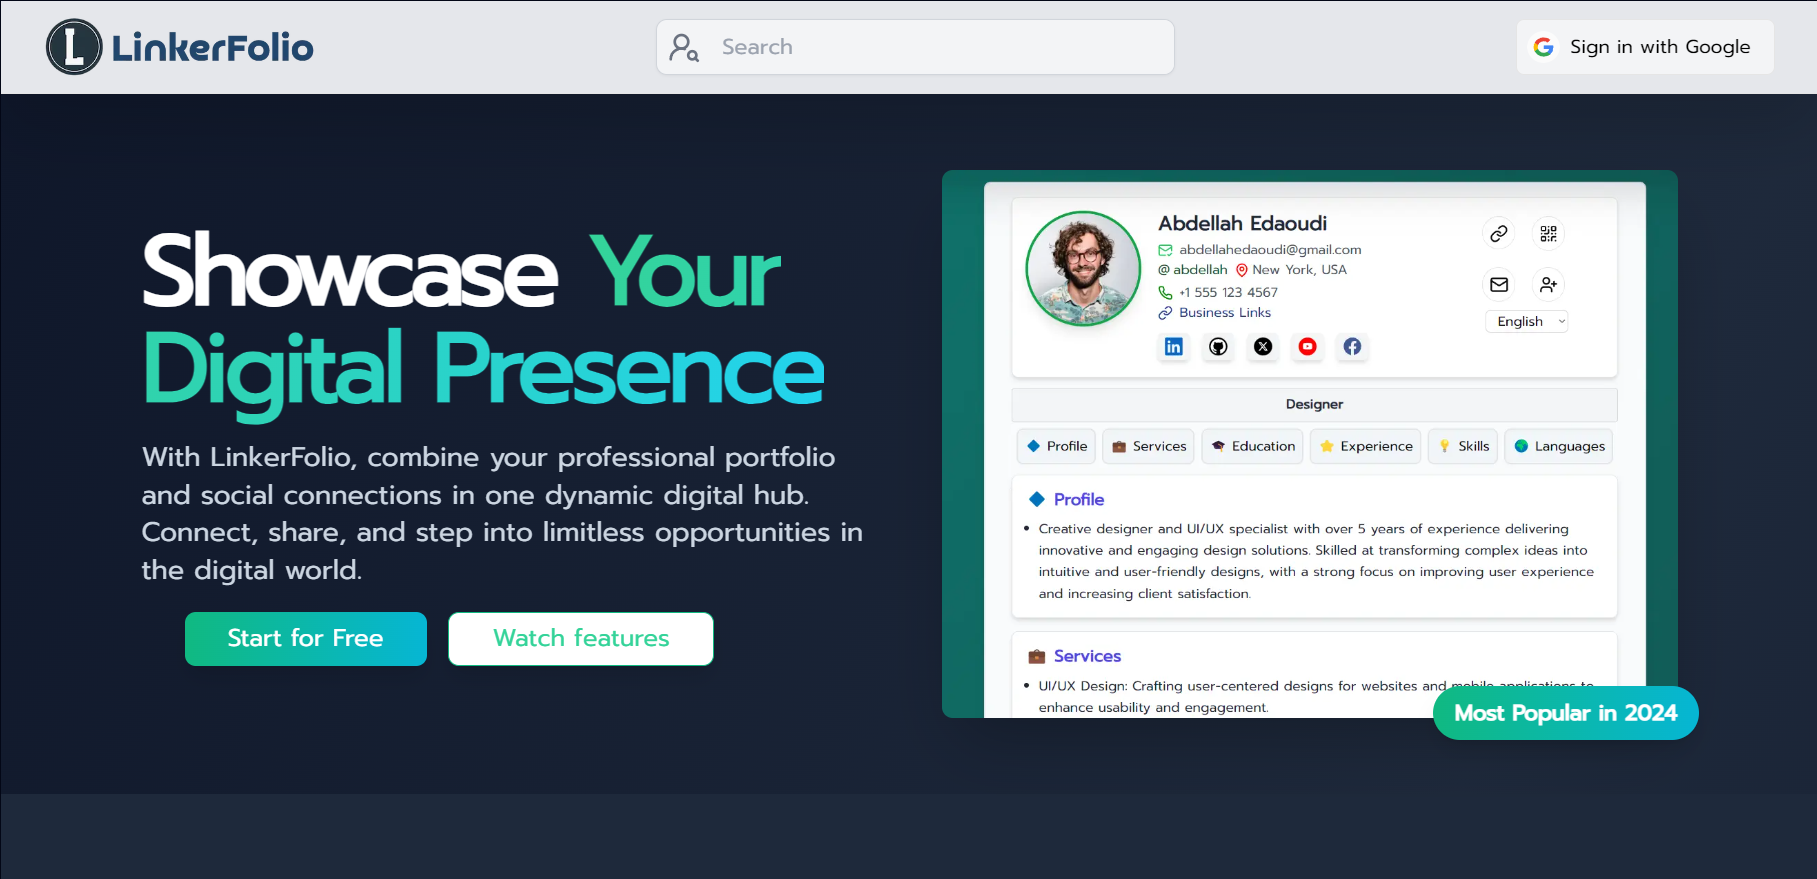 L LinkerFolio
Search
Sign in with Google
Showcase Your
Digital Presence
With LinkerFolio, combine your professional portfolio
and social connections in one dynamic digital hub.
Connect, share, and step into limitless opportunities in
the digital world.
Start for Free
Watch features
Abdellah Edaoudi
abdellahedaoudi@gmail.com
@ abdellah New York, USA
+1 555 123 4567
Business Links
English
in
Designer
Profile
Services
Education
Experience
Skills
Languages
Profile
• Creative designer and UI/UX specialist with over 5 years of experience delivering
innovative and engaging design solutions. Skilled at transforming complex ideas into
intuitive and user-friendly designs, with a strong focus on improving user experience
and increasing client satisfaction.
Services
• UI/UX Design: Crafting user-centered designs for websites and mobile applications to
enhance usability and engagement.
Most Popular in 2024